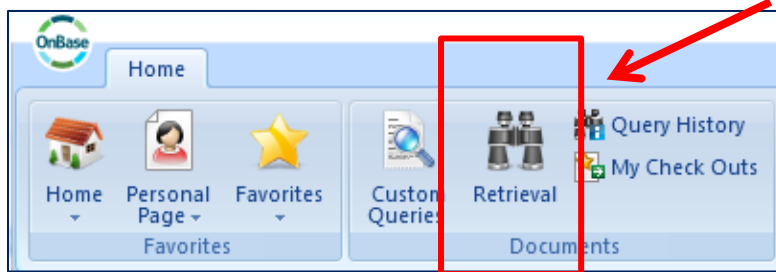 OnBase
Home
Home
Personal
Page
Favorites
Custom
Queries
Retrieval
Query History
My Check Outs
Favorites
Documents